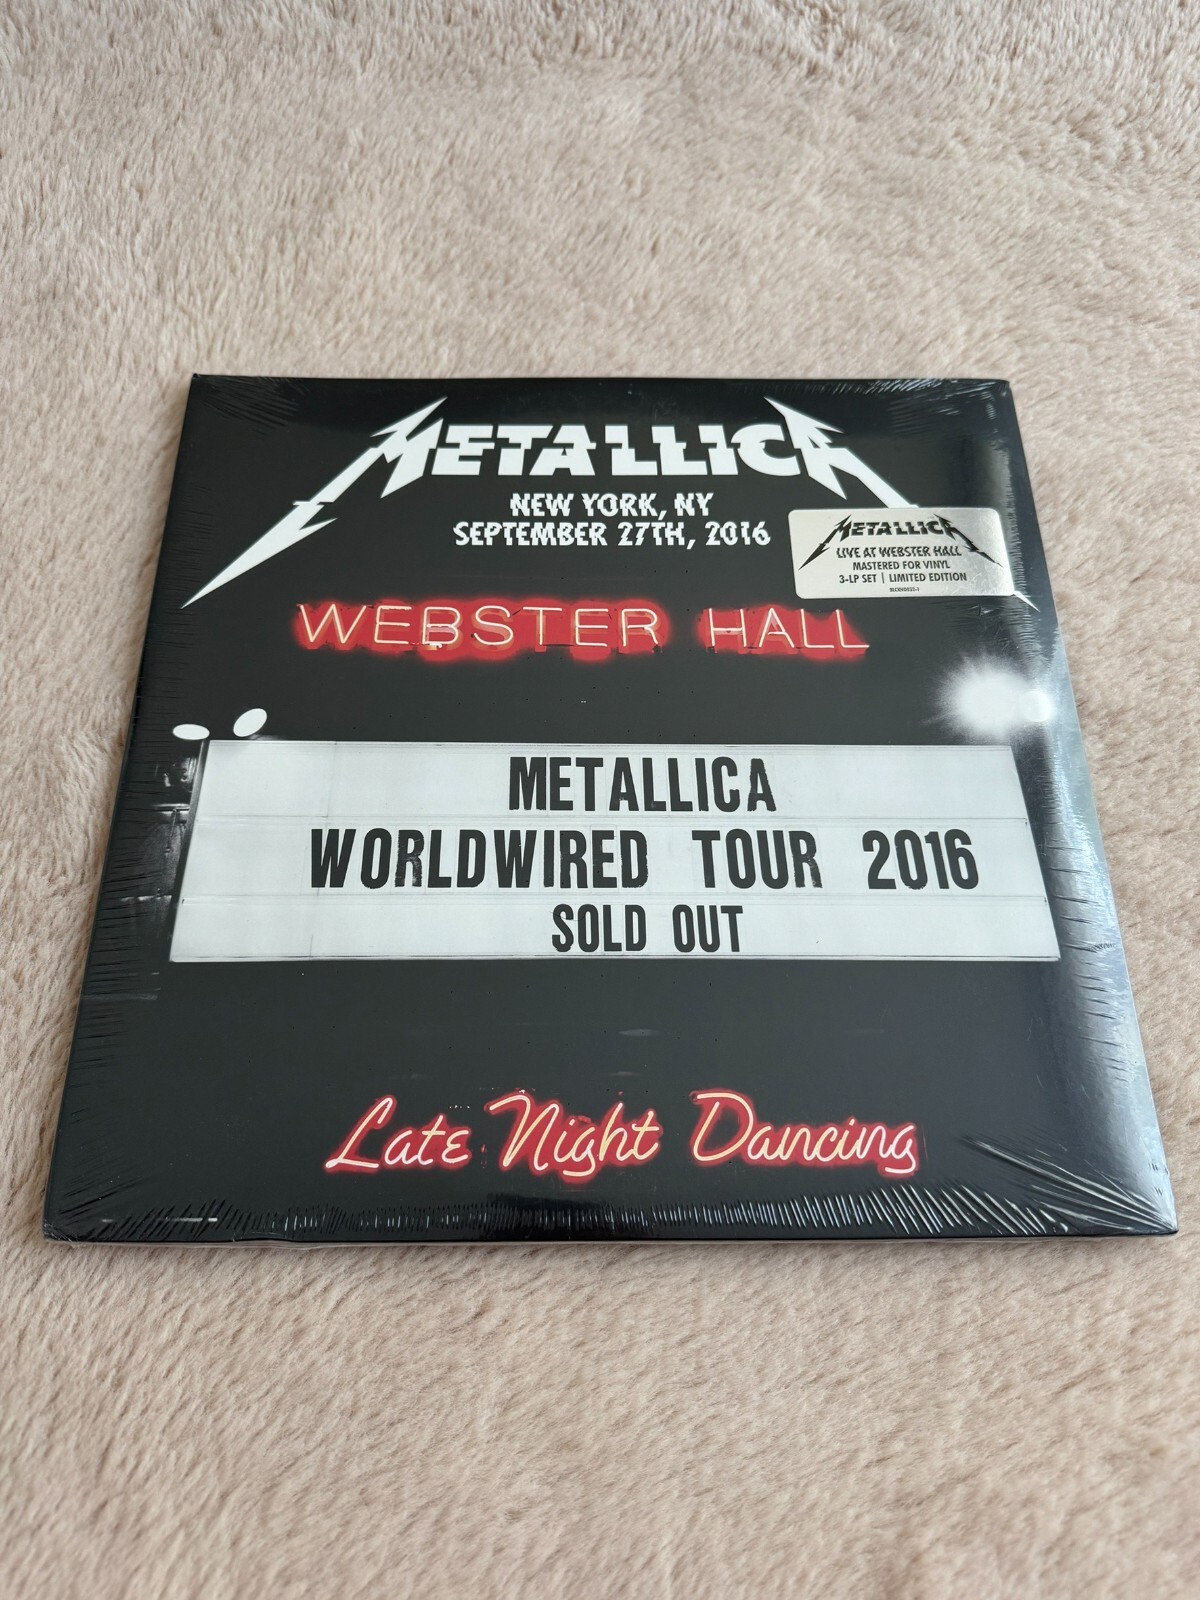 METALLICA
NEW YORK, NY
SEPTEMBER 27TH, 2016
METALLICA
LIVE AT WEBSTER HALL
MASTERED FOR VINYL
3-LP SET | LIMITED EDITION
WEBSTER HALL
METALLICA
WORLDWIRED TOUR 2016
SOLD OUT
Late Night Dancing